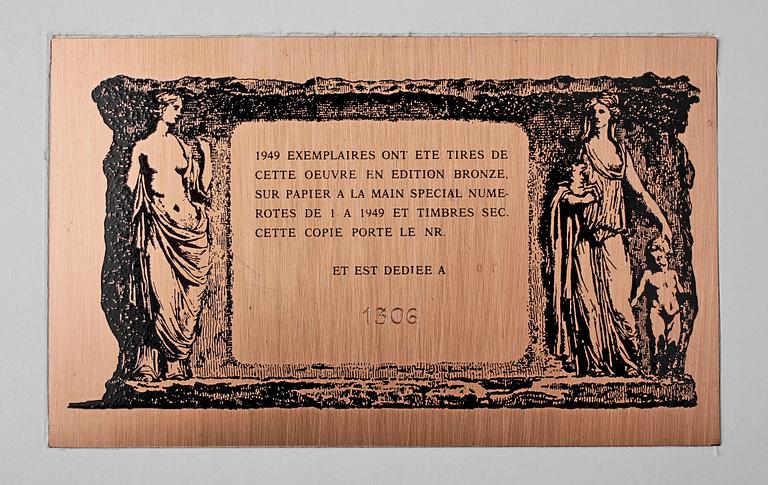 1949 EXEMPLAIRES ONT ETE TIRES DE
CETTE OEUVRE EN EDITION BRONZE,
SUR PAPIER A LA MAIN SPECIAL NUME-
ROTES DE 1 A 1949 ET TIMBRES SEC.
CETTE COPIE PORTE LE NR.
ET EST DEDIEE A
1306